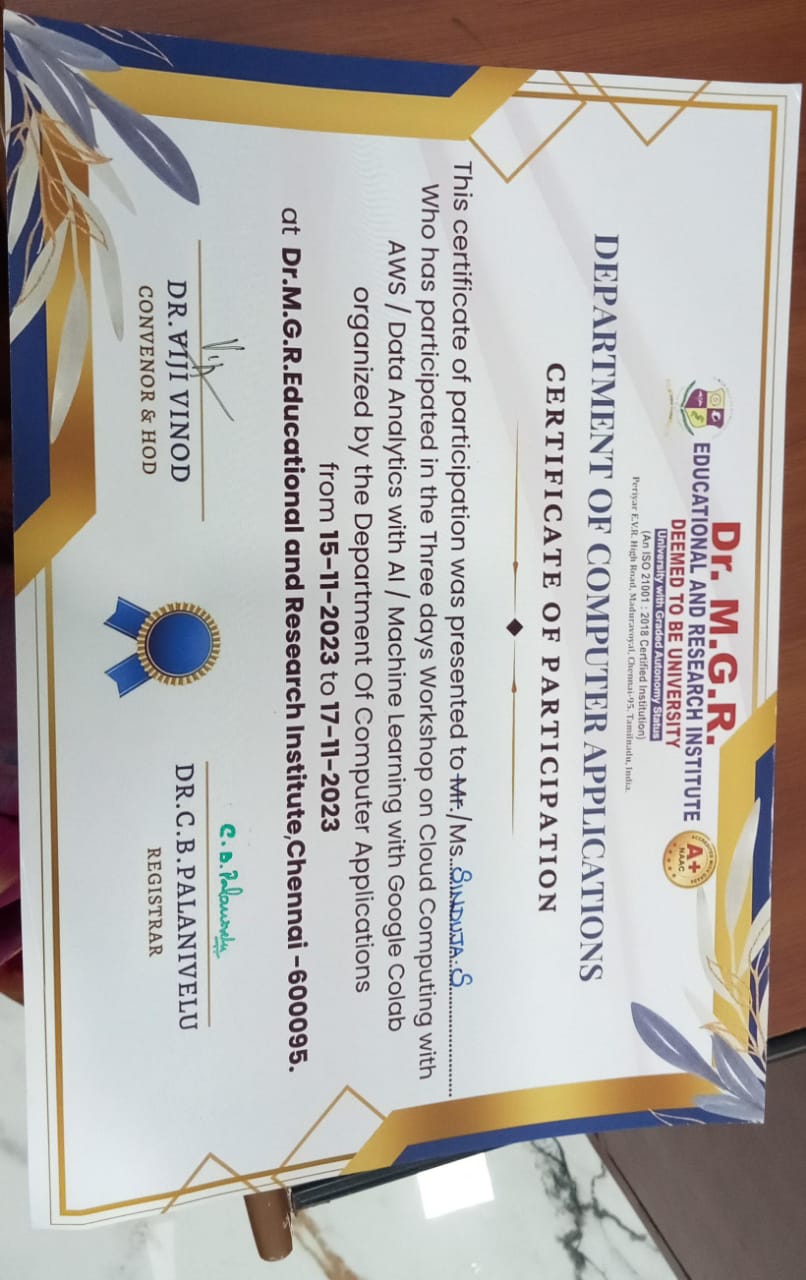 Dr. M.G.R.
EDUCATIONAL AND RESEARCH INSTITUTE
DEEMED TO BE UNIVERSITY
University with Graded Autonomy Status
(An ISO 21001 : 2018 Certified Institution)
Periyar E.V.R. High Road, Maduravoyal, Chennai-95. Tamilnadu, India.
A+
NAAC
DEPARTMENT OF COMPUTER APPLICATIONS
CERTIFICATE OF PARTICIPATION
This certificate of participation was presented to Mr./Ms...SINDUJA. S..................
Who has participated in the Three days Workshop on Cloud Computing with
AWS / Data Analytics with AI / Machine Learning with Google Colab
organized by the Department Of Computer Applications
from 15-11-2023 to 17-11-2023
at Dr.M.G.R.Educational and Research Institute,Chennai -600095.
C. B. Palanivelu
DR.VIJI VINOD
CONVENOR & HOD
DR.C.B.PALANIVELU
REGISTRAR